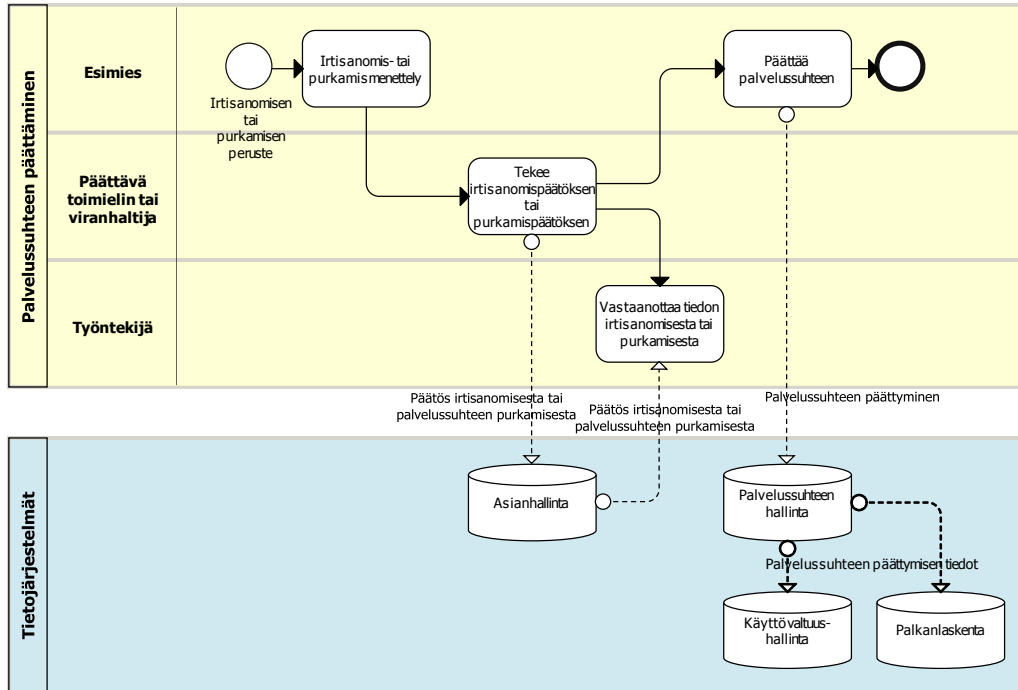 Palvelussuhteen päättäminen
Esimies
Irtisanomisen
tai
purkamisen
peruste
Irtisanomis- tai
purkamismenettely
Päättää
palvelussuhteen
Päättävä
toimielin tai
viranhaltija
Tekee
irtisanomispäätöksen
tai
purkamispäätöksen
Työntekijä
Vastaanottaa tiedon
irtisanomisesta tai
purkamisesta
Päätös irtisanomisesta tai
palvelussuhteen purkamisesta
Päätös irtisanomisesta tai
palvelussuhteen purkamisesta
Palvelussuhteen päättyminen
Tietojärjestelmät
Asianhallinta
Palvelussuhteen
hallinta
Palvelussuhteen päättymisen tiedot
Käyttövaltuus-
hallinta
Palkanlaskenta